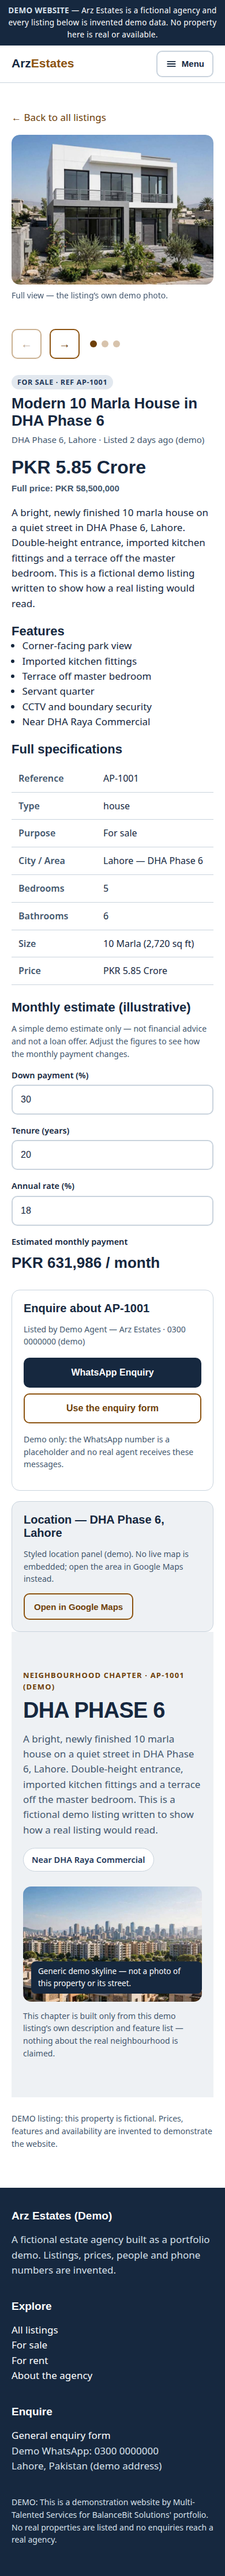 DEMO WEBSITE — Arz Estates is a fictional agency and
every listing below is invented demo data. No property
here is real or available.
ArzEstates
Menu
← Back to all listings
Full view — the listing's own demo photo.
←
→
FOR SALE · REF AP-1001
Modern 10 Marla House in
DHA Phase 6
DHA Phase 6, Lahore · Listed 2 days ago (demo)
PKR 5.85 Crore
Full price: PKR 58,500,000
A bright, newly finished 10 marla house on
a quiet street in DHA Phase 6, Lahore.
Double-height entrance, imported kitchen
fittings and a terrace off the master
bedroom. This is a fictional demo listing
written to show how a real listing would
read.
Features
• Corner-facing park view
• Imported kitchen fittings
• Terrace off master bedroom
• Servant quarter
• CCTV and boundary security
• Near DHA Raya Commercial
Full specifications
Reference AP-1001
Type house
Purpose For sale
City / Area Lahore — DHA Phase 6
Bedrooms 5
Bathrooms 6
Size 10 Marla (2,720 sq ft)
Price PKR 5.85 Crore
Monthly estimate (illustrative)
A simple demo estimate only — not financial advice
and not a loan offer. Adjust the figures to see how
the monthly payment changes.
Down payment (%)
30
Tenure (years)
20
Annual rate (%)
18
Estimated monthly payment
PKR 631,986 / month
Enquire about AP-1001
Listed by Demo Agent — Arz Estates · 0300
0000000 (demo)
WhatsApp Enquiry
Use the enquiry form
Demo only: the WhatsApp number is a
placeholder and no real agent receives these
messages.
Location — DHA Phase 6,
Lahore
Styled location panel (demo). No live map is
embedded; open the area in Google Maps
instead.
Open in Google Maps
NEIGHBOURHOOD CHAPTER · AP-1001
(DEMO)
DHA PHASE 6
A bright, newly finished 10 marla
house on a quiet street in DHA Phase
6, Lahore. Double-height entrance,
imported kitchen fittings and a terrace
off the master bedroom. This is a
fictional demo listing written to show
how a real listing would read.
Near DHA Raya Commercial
Generic demo skyline — not a photo of
this property or its street.
This chapter is built only from this demo
listing's own description and feature list —
nothing about the real neighbourhood is
claimed.
DEMO listing: this property is fictional. Prices,
features and availability are invented to demonstrate
the website.
Arz Estates (Demo)
A fictional estate agency built as a portfolio
demo. Listings, prices, people and phone
numbers are invented.
Explore
All listings
For sale
For rent
About the agency
Enquire
General enquiry form
Demo WhatsApp: 0300 0000000
Lahore, Pakistan (demo address)
DEMO: This is a demonstration website by Multi-
Talented Services for BalanceBit Solutions' portfolio.
No real properties are listed and no enquiries reach a
real agency.